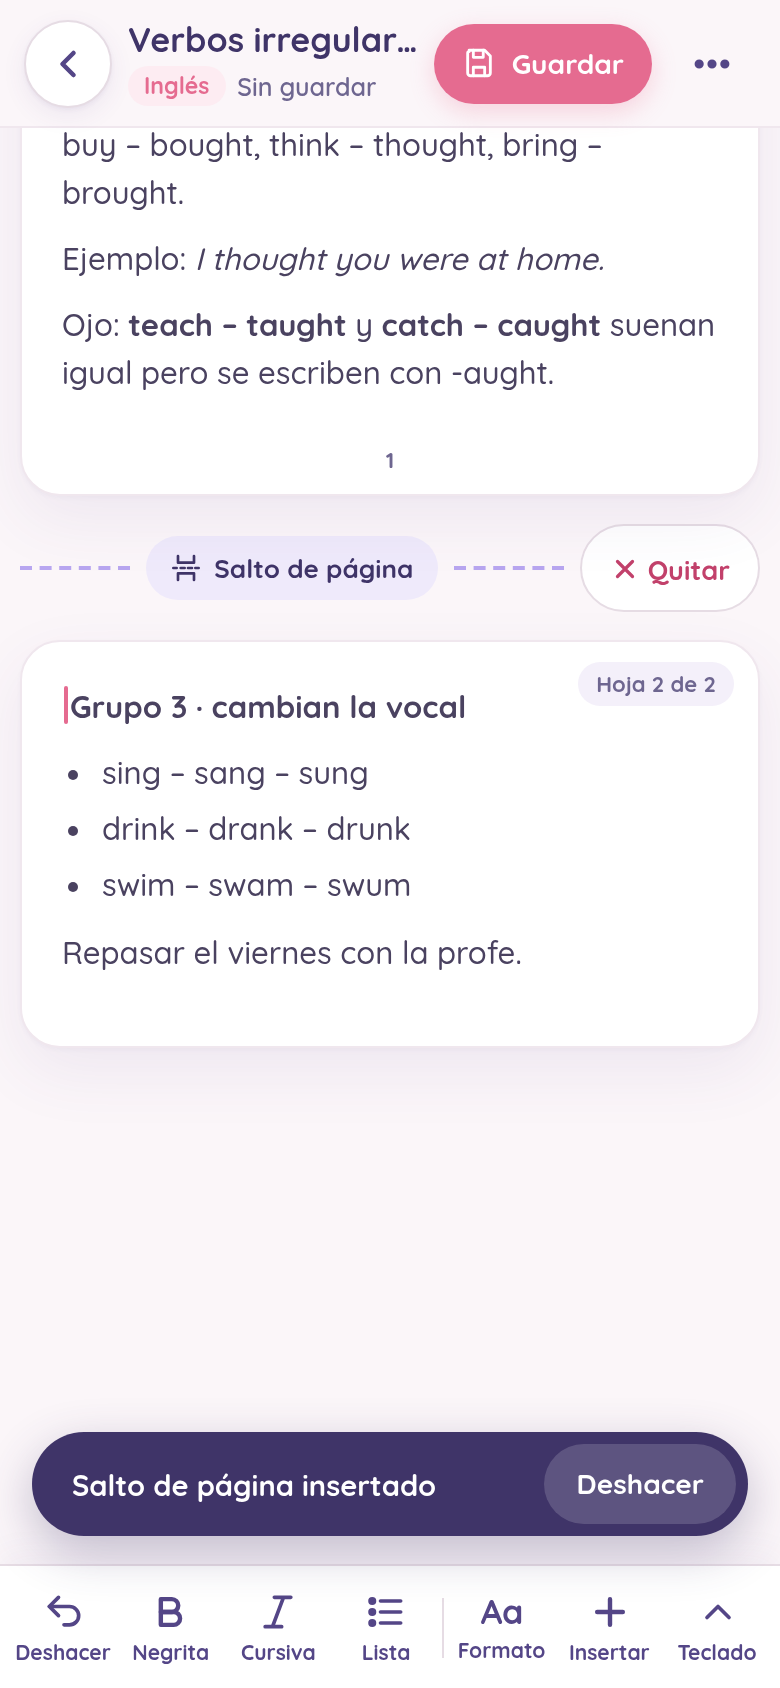 Verbos irregular...
Guardar
Inglés
Sin guardar
buy – bought, think – thought, bring –
brought.
Ejemplo: I thought you were at home.
Ojo: teach – taught y catch – caught suenan
igual pero se escriben con -aught.
1
Salto de página
Quitar
Hoja 2 de 2
Grupo 3 · cambian la vocal
• sing – sang – sung
• drink – drank – drunk
• swim – swam – swum
Repasar el viernes con la profe.
Salto de página insertado
Deshacer
Deshacer
Negrita
Cursiva
Lista
Aa
Formato
Insertar
Teclado